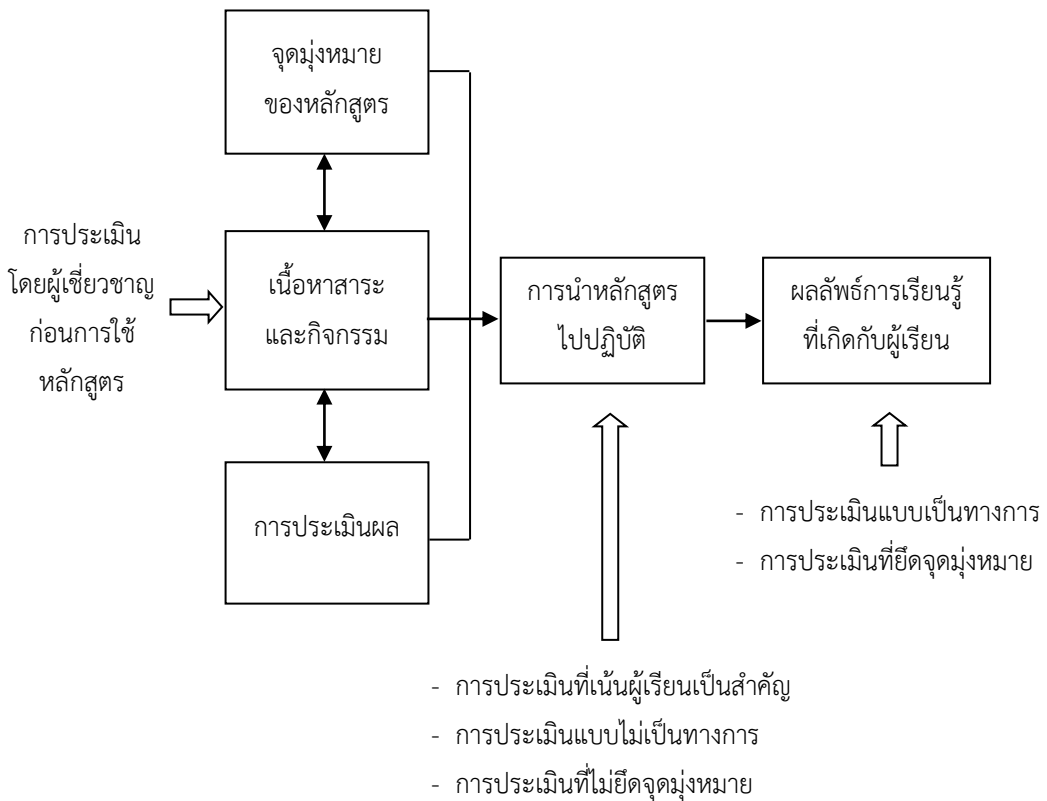 จุดมุ่งหมาย
ของหลักสูตร
การประเมิน
โดยผู้เชี่ยวชาญ
ก่อนการใช้
หลักสูตร
เนื้อหาสาระ
และกิจกรรม
การนำหลักสูตร
ไปปฏิบัติ
ผลลัพธ์การเรียนรู้
ที่เกิดกับผู้เรียน
การประเมินผล
- การประเมินแบบเป็นทางการ
- การประเมินที่ยึดจุดมุ่งหมาย
- การประเมินที่เน้นผู้เรียนเป็นสำคัญ
- การประเมินแบบไม่เป็นทางการ
- การประเมินที่ไม่ยึดจุดมุ่งหมาย